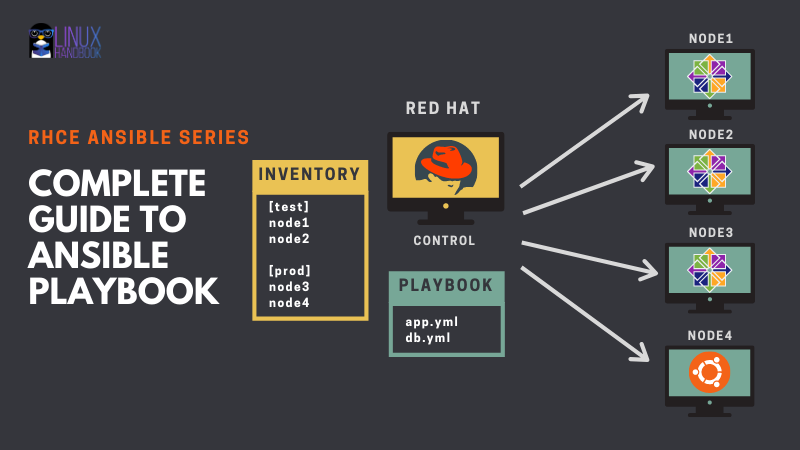 LINUX
HANDBOOK
RHCE ANSIBLE SERIES
COMPLETE
GUIDE TO
ANSIBLE
PLAYBOOK
INVENTORY
[test]
node1
node2
[prod]
node3
node4
RED HAT
CONTROL
PLAYBOOK
app.yml
db.yml
NODE1
NODE2
NODE3
NODE4